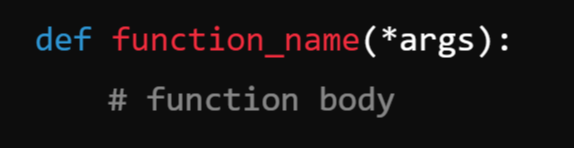 def function_name(*args):
    # function body